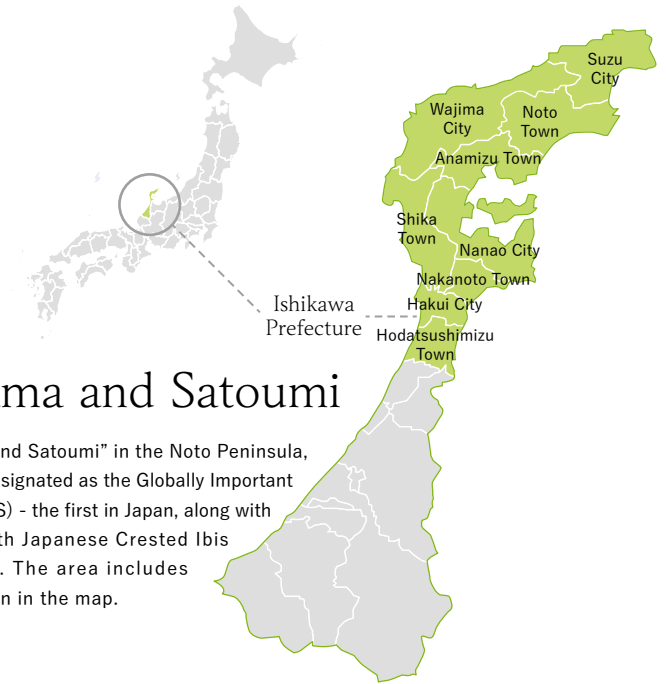 Suzu
City
Wajima
City
Noto
Town
Anamizu Town
Shika
Town
Nanao City
Nakanoto Town
Hakui City
Ishikawa
Prefecture
Hodatsushimizu
Town
ma and Satoumi
nd Satoumi” in the Noto Peninsula,
signated as the Globally Important
S) - the first in Japan, along with
th Japanese Crested Ibis
. The area includes
n in the map.